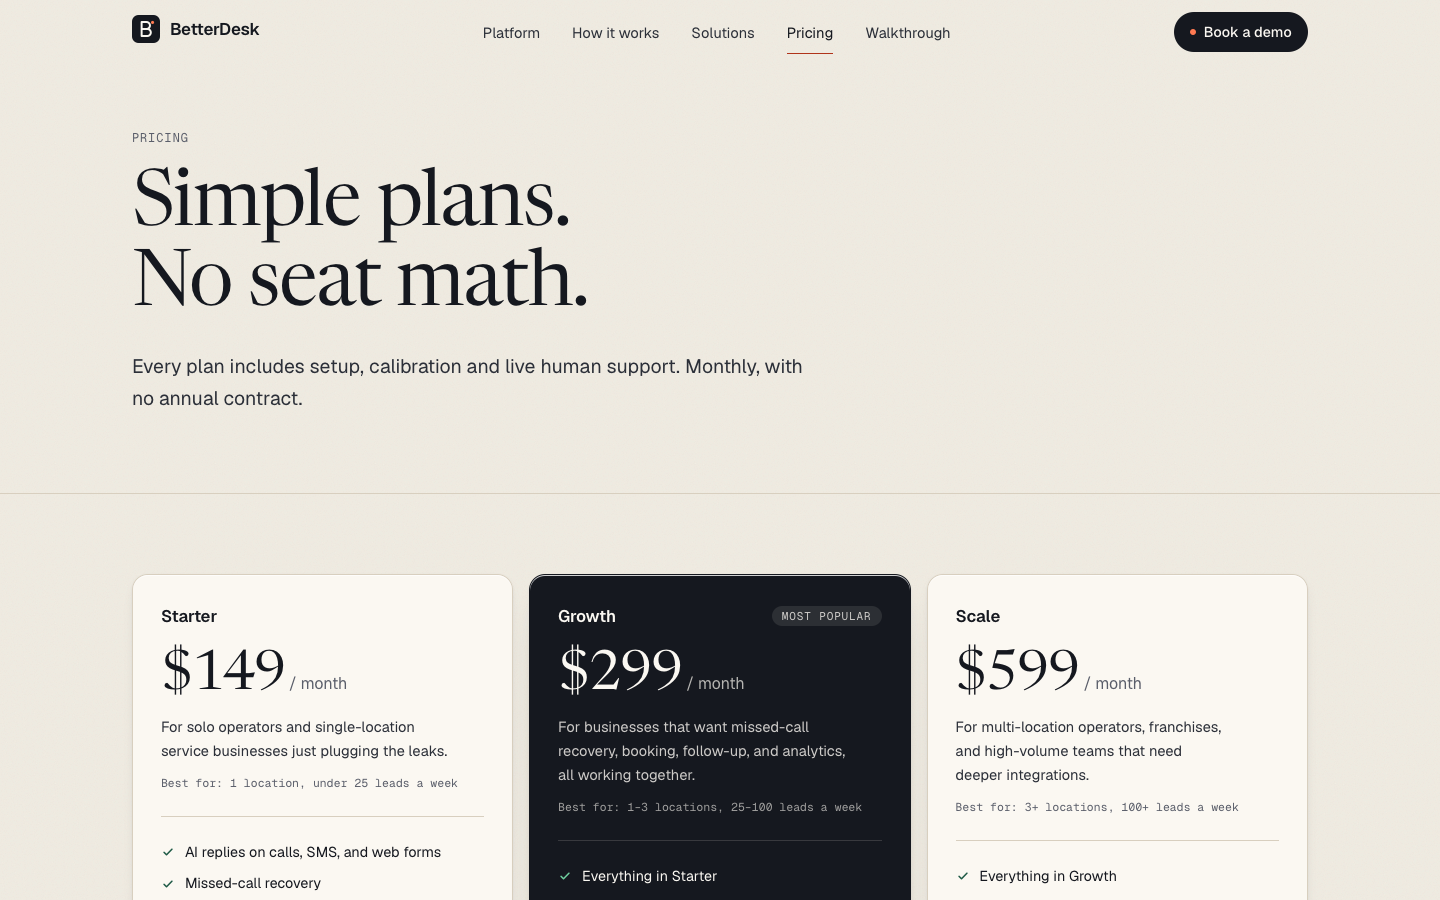 BetterDesk
Platform
How it works
Solutions
Pricing
Walkthrough
Book a demo
PRICING
Simple plans.
No seat math.
Every plan includes setup, calibration and live human support. Monthly, with
no annual contract.
Starter
$149 / month
For solo operators and single-location
service businesses just plugging the leaks.
Best for: 1 location, under 25 leads a week
AI replies on calls, SMS, and web forms
Missed-call recovery
Growth
MOST POPULAR
$299 / month
For businesses that want missed-call
recovery, booking, follow-up, and analytics,
all working together.
Best for: 1–3 locations, 25–100 leads a week
Everything in Starter
Scale
$599 / month
For multi-location operators, franchises,
and high-volume teams that need
deeper integrations.
Best for: 3+ locations, 100+ leads a week
Everything in Growth